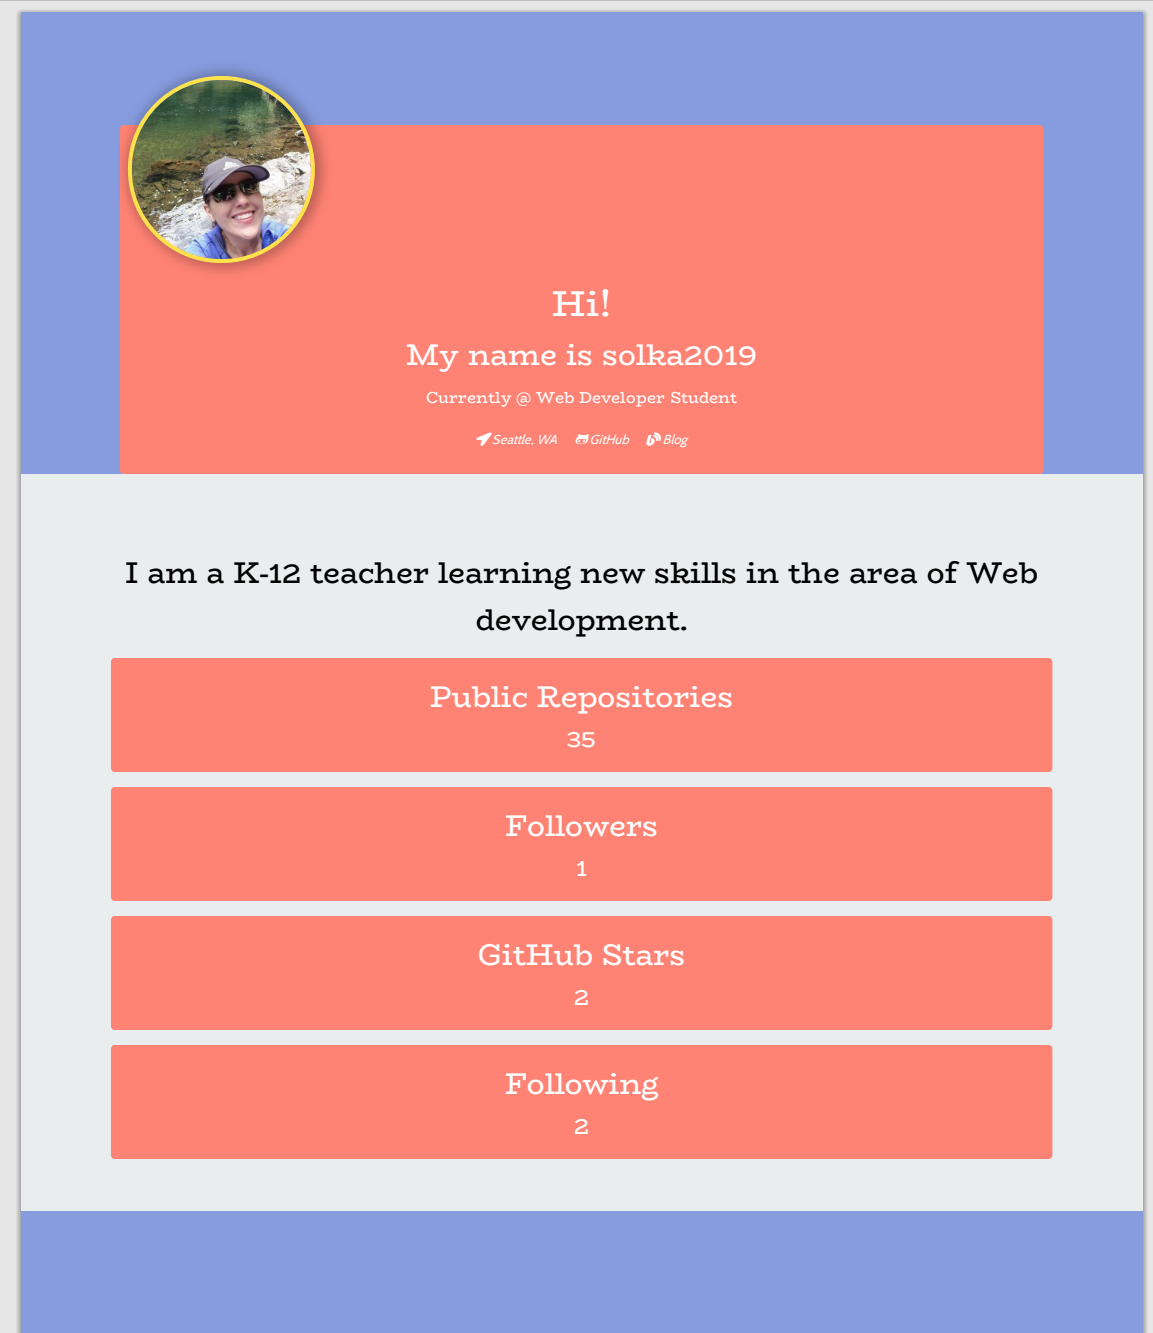 Hi!
My name is solka2019
Currently @ Web Developer Student
Seattle, WA GitHub Blog
I am a K-12 teacher learning new skills in the area of Web
development.
Public Repositories
35
Followers
1
GitHub Stars
2
Following
2